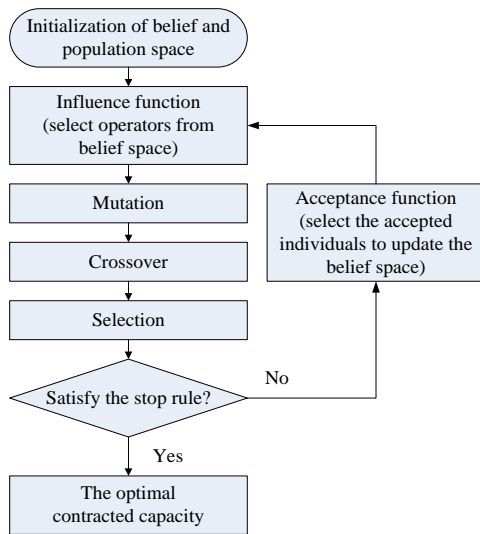 Initialization of belief and
population space
Influence function
(select operators from
belief space)
Mutation
Acceptance function
(select the accepted
individuals to update the
belief space)
Crossover
Selection
Satisfy the stop rule?
No
Yes
The optimal
contracted capacity